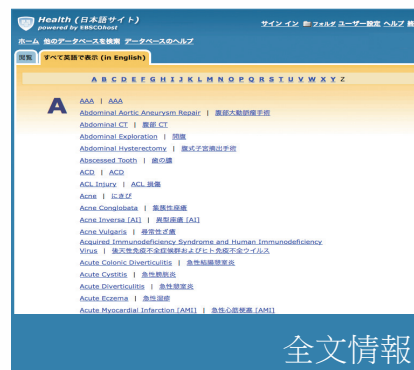 Health (日本語サイト)
powered by EBSCOhost
サイン イン フォルダ ユーザー設定 ヘルプ 終
ホーム 他のデータベースを検索 データベースのヘルプ
閲覧 すべて英語で表示 (in English)
A B C D E F G H I J K L M N O P Q R S T U V W X Y Z
A
AAA | AAA
Abdominal Aortic Aneurysm Repair | 腹部大動脈瘤手術
Abdominal CT | 腹部 CT
Abdominal Exploration | 開腹
Abdominal Hysterectomy | 腹式子宮摘出手術
Abscessed Tooth | 歯の膿
ACD | ACD
ACL Injury | ACL 損傷
Acne | にきび
Acne Conglobata | 集簇性痤瘡
Acne Inversa [AI] | 異型痤瘡 [AI]
Acne Vulgaris | 尋常性ざ瘡
Acquired Immunodeficiency Syndrome and Human Immunodeficiency
Virus | 後天性免疫不全症候群およびヒト免疫不全ウイルス
Acute Colonic Diverticulitis | 急性結腸憩室炎
Acute Cystitis | 急性膀胱炎
Acute Diverticulitis | 急性憩室炎
Acute Eczema | 急性湿疹
Acute Myocardial Infarction [AMI] | 急性心筋梗塞 [AMI]
全文情報